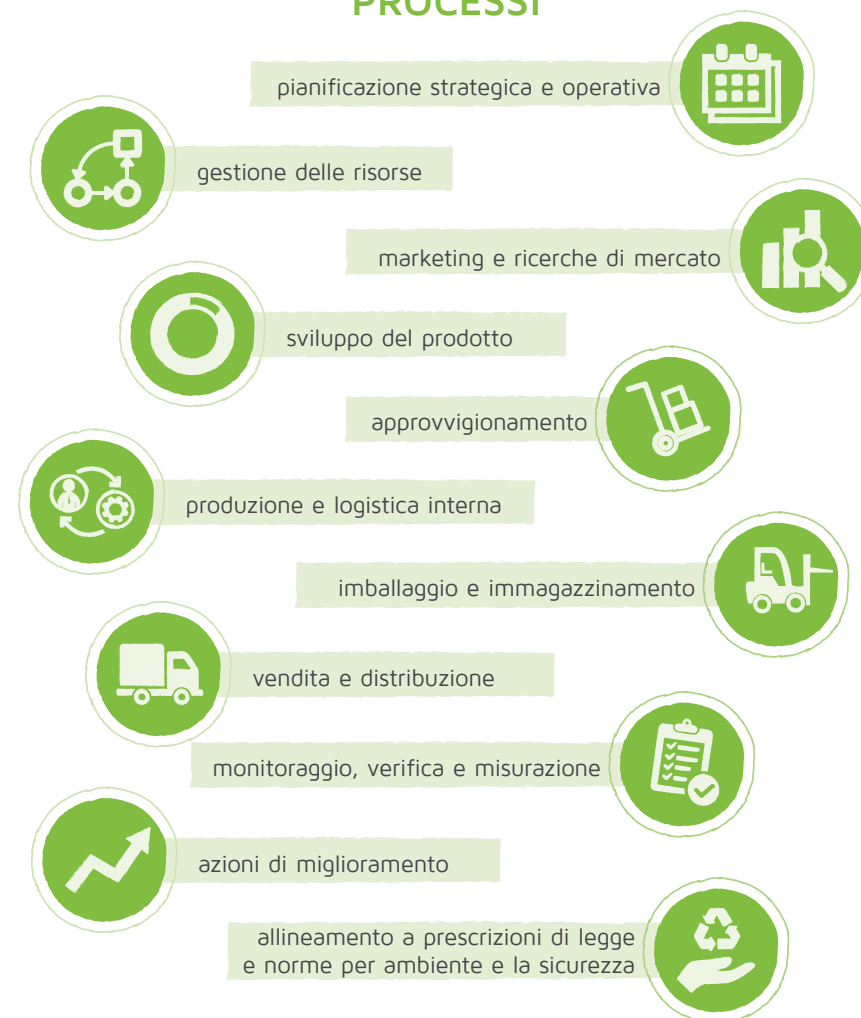 PROCESSI
pianificazione strategica e operativa
gestione delle risorse
marketing e ricerche di mercato
sviluppo del prodotto
approvvigionamento
produzione e logistica interna
imballaggio e immagazzinamento
vendita e distribuzione
monitoraggio, verifica e misurazione
azioni di miglioramento
allineamento a prescrizioni di legge
e norme per ambiente e la sicurezza